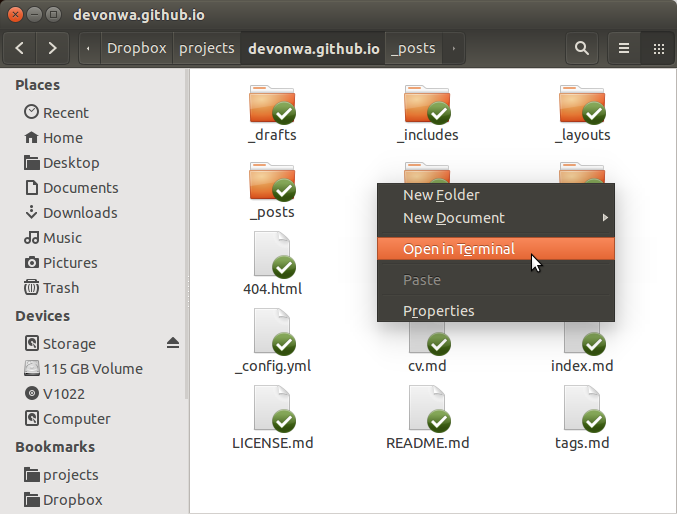 devonwa.github.io
Dropbox projects devonwa.github.io _posts
Places
Recent
Home
Desktop
Documents
Downloads
Music
Pictures
Trash
Devices
Storage
115 GB Volume
V1022
Computer
Bookmarks
projects
Dropbox
_drafts _includes _layouts
_posts
404.html
_config.yml cv.md index.md
LICENSE.md README.md tags.md
New Folder
New Document
Open in Terminal
Paste
Properties